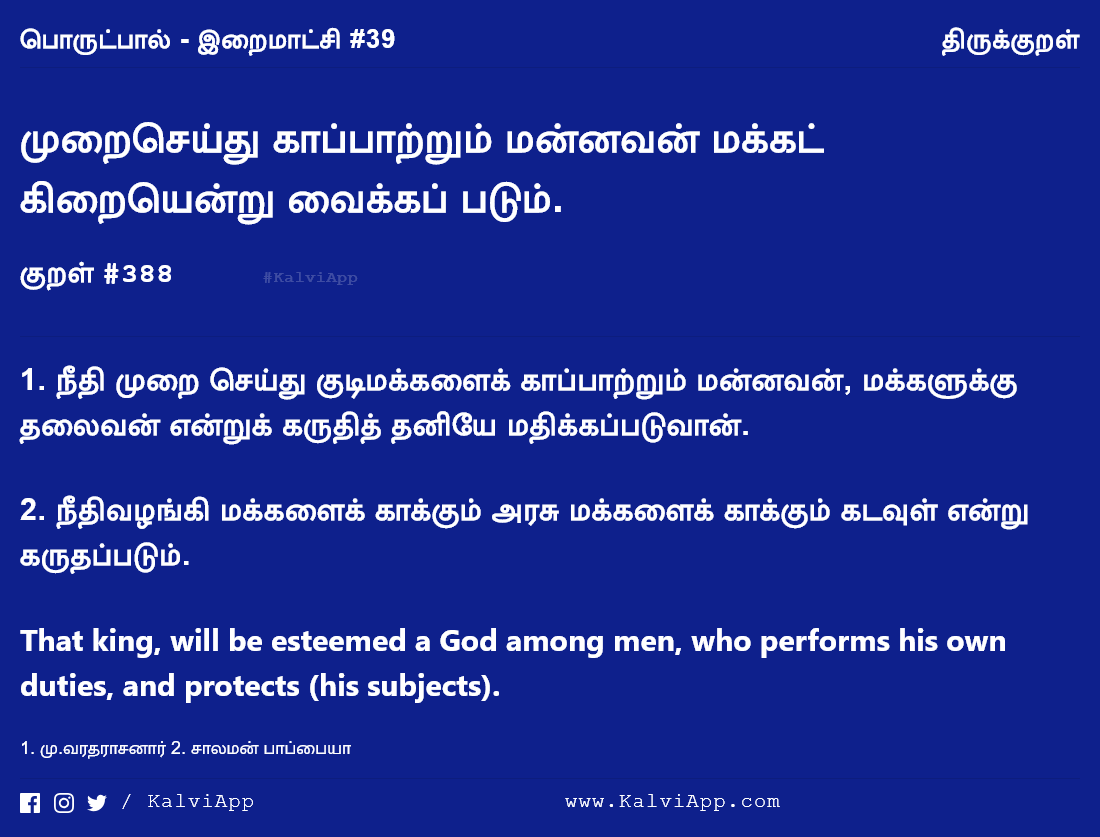 பொருட்பால் - இறைமாட்சி #39 திருக்குறள்
முறைசெய்து காப்பாற்றும் மன்னவன் மக்கட்
கிறையென்று வைக்கப் படும்.
குறள் #388 #KalviApp
1. நீதி முறை செய்து குடிமக்களைக் காப்பாற்றும் மன்னவன், மக்களுக்கு
தலைவன் என்றுக் கருதித் தனியே மதிக்கப்படுவான்.
2. நீதிவழங்கி மக்களைக் காக்கும் அரசு மக்களைக் காக்கும் கடவுள் என்று
கருதப்படும்.
That king, will be esteemed a God among men, who performs his own
duties, and protects (his subjects).
1. மு.வரதராசனார் 2. சாலமன் பாப்பையா
/ KalviApp www.KalviApp.com